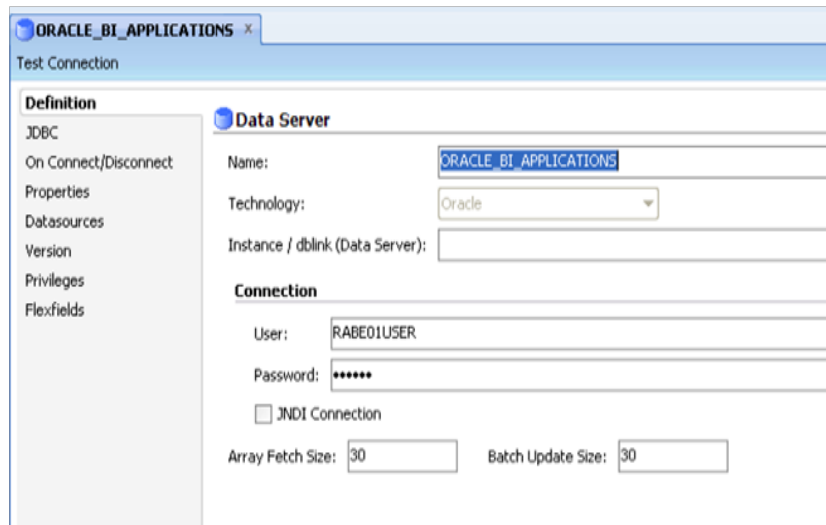 ORACLE_BI_APPLICATIONS x
Test Connection
Definition
JDBC
On Connect/Disconnect
Properties
Datasources
Version
Privileges
Flexfields
Data Server
Name: ORACLE_BI_APPLICATIONS
Technology: Oracle
Instance / dblink (Data Server):
Connection
User: RABE01USER
Password: ••••••
JNDI Connection
Array Fetch Size: 30 Batch Update Size: 30